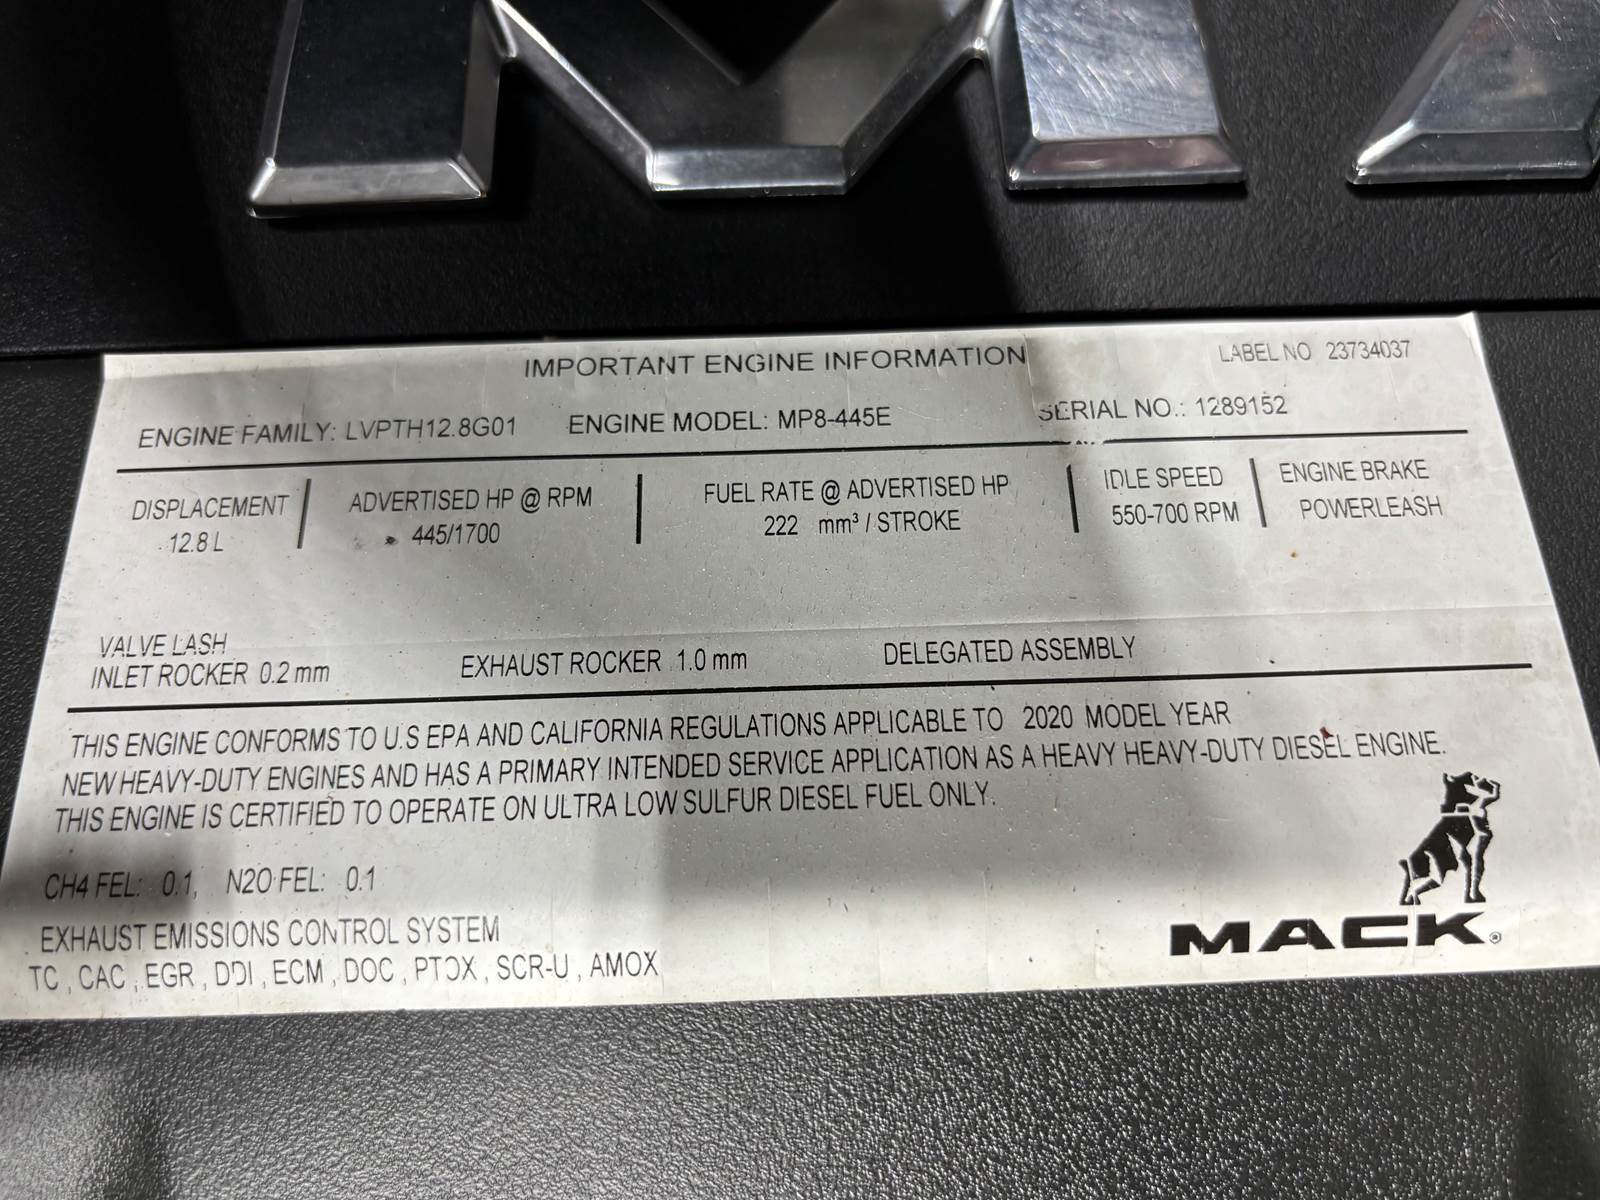 IMPORTANT ENGINE INFORMATION LABEL NO 23734037
ENGINE FAMILY: LVPTH12.8G01 ENGINE MODEL: MP8-445E SERIAL NO.: 1289152
DISPLACEMENT ADVERTISED HP @ RPM FUEL RATE @ ADVERTISED HP IDLE SPEED ENGINE BRAKE
12.8 L 445/1700 222 mm³ / STROKE 550-700 RPM POWERLEASH
VALVE LASH
INLET ROCKER 0.2 mm EXHAUST ROCKER 1.0 mm DELEGATED ASSEMBLY
THIS ENGINE CONFORMS TO U.S EPA AND CALIFORNIA REGULATIONS APPLICABLE TO 2020 MODEL YEAR
NEW HEAVY-DUTY ENGINES AND HAS A PRIMARY INTENDED SERVICE APPLICATION AS A HEAVY HEAVY-DUTY DIESEL ENGINE.
THIS ENGINE IS CERTIFIED TO OPERATE ON ULTRA LOW SULFUR DIESEL FUEL ONLY.
CH4 FEL: 0.1, N2O FEL: 0.1
EXHAUST EMISSIONS CONTROL SYSTEM
TC , CAC , EGR , DDI , ECM , DOC , PTOX , SCR-U , AMOX
MACK®